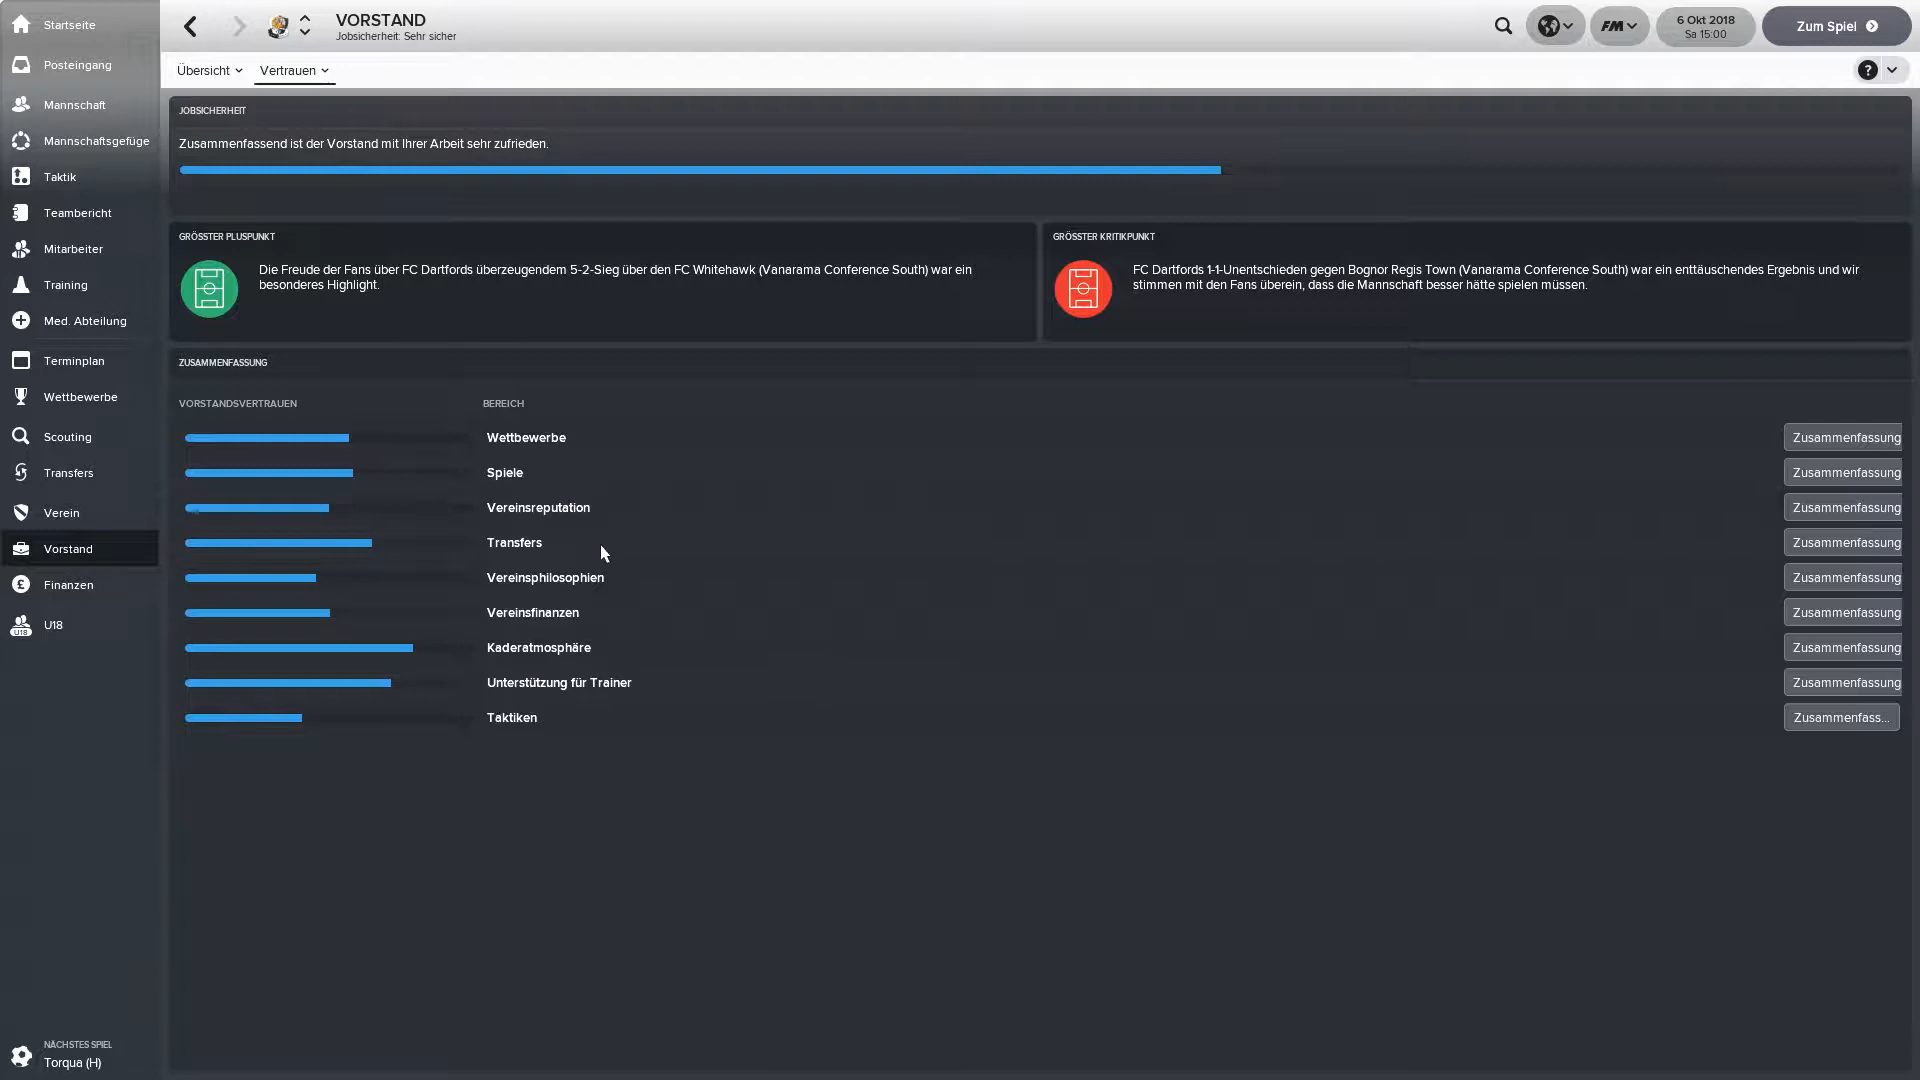 Startseite
Posteingang
Mannschaft
Mannschaftsgefüge
Taktik
Teambericht
Mitarbeiter
Training
Med. Abteilung
Terminplan
Wettbewerbe
Scouting
Transfers
Verein
Vorstand
Finanzen
U18
U18
NÄCHSTES SPIEL
Torqua (H)
VORSTAND
Jobsicherheit: Sehr sicher
FM
6 Okt 2018
Sa 15:00
Zum Spiel
Übersicht
Vertrauen
?
JOBSICHERHEIT
Zusammenfassend ist der Vorstand mit Ihrer Arbeit sehr zufrieden.
GRÖSSTER PLUSPUNKT
Die Freude der Fans über FC Dartfords überzeugendem 5-2-Sieg über den FC Whitehawk (Vanarama Conference South) war ein
besonderes Highlight.
GRÖSSTER KRITIKPUNKT
FC Dartfords 1-1-Unentschieden gegen Bognor Regis Town (Vanarama Conference South) war ein enttäuschendes Ergebnis und wir
stimmen mit den Fans überein, dass die Mannschaft besser hätte spielen müssen.
ZUSAMMENFASSUNG
VORSTANDSVERTRAUEN BEREICH
Wettbewerbe Zusammenfassung
Spiele Zusammenfassung
Vereinsreputation Zusammenfassung
Transfers Zusammenfassung
Vereinsphilosophien Zusammenfassung
Vereinsfinanzen Zusammenfassung
Kaderatmosphäre Zusammenfassung
Unterstützung für Trainer Zusammenfassung
Taktiken Zusammenfass...